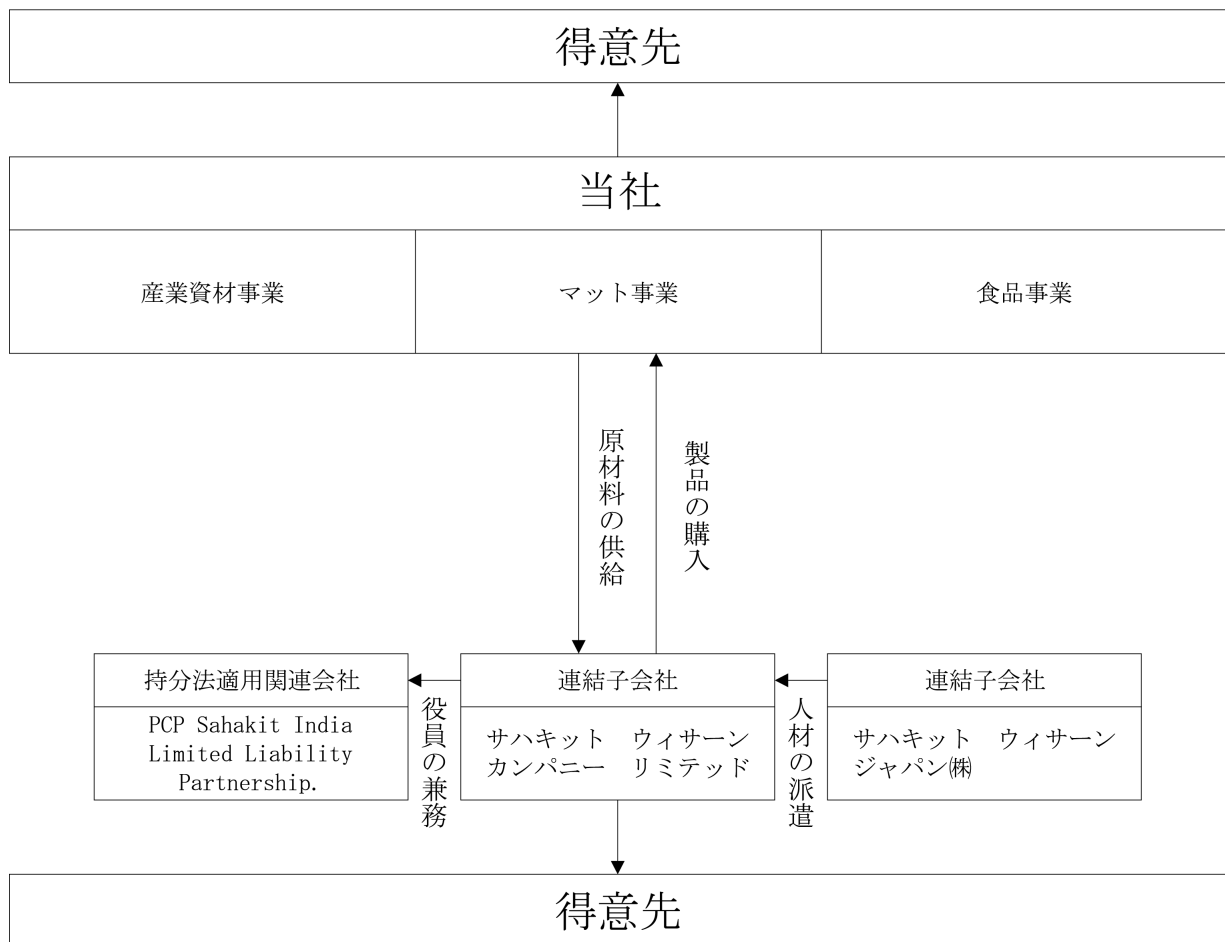 得意先
当社
産業資材事業
マット事業
食品事業
原材料の供給
製品の購入
持分法適用関連会社
PCP Sahakit India
Limited Liability
Partnership.
役員の兼務
連結子会社
サハキット　ウィサーン
カンパニー　リミテッド
人材の派遣
連結子会社
サハキット　ウィサーン
ジャパン㈱
得意先